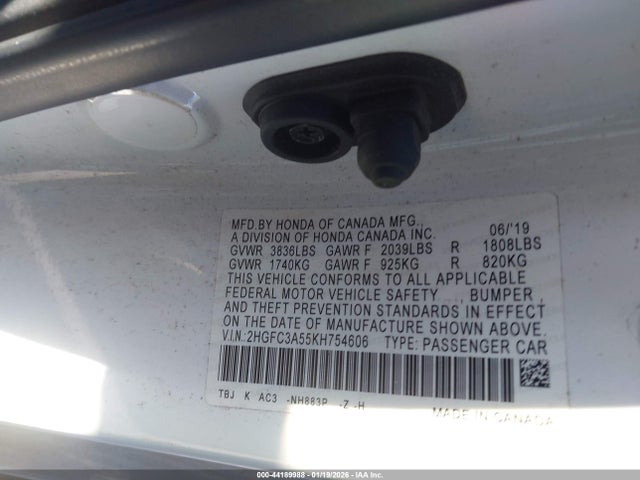 MFD.BY HONDA OF CANADA MFG., 06/'19
A DIVISION OF HONDA CANADA INC.
GVWR 3836LBS GAWR F 2039LBS R 1808LBS
GVWR 1740KG GAWR F 925KG R 820KG
THIS VEHICLE CONFORMS TO ALL APPLICABLE
FEDERAL MOTOR VEHICLE SAFETY, BUMPER,
AND THEFT PREVENTION STANDARDS IN EFFECT
ON THE DATE OF MANUFACTURE SHOWN ABOVE.
V.I.N.:2HGFC3A55KH754606 TYPE: PASSENGER CAR
TBJ K AC3 -NH883P -Z -H
MADE IN CANADA
000-44189988 - 01/19/2026 - IAA Inc.